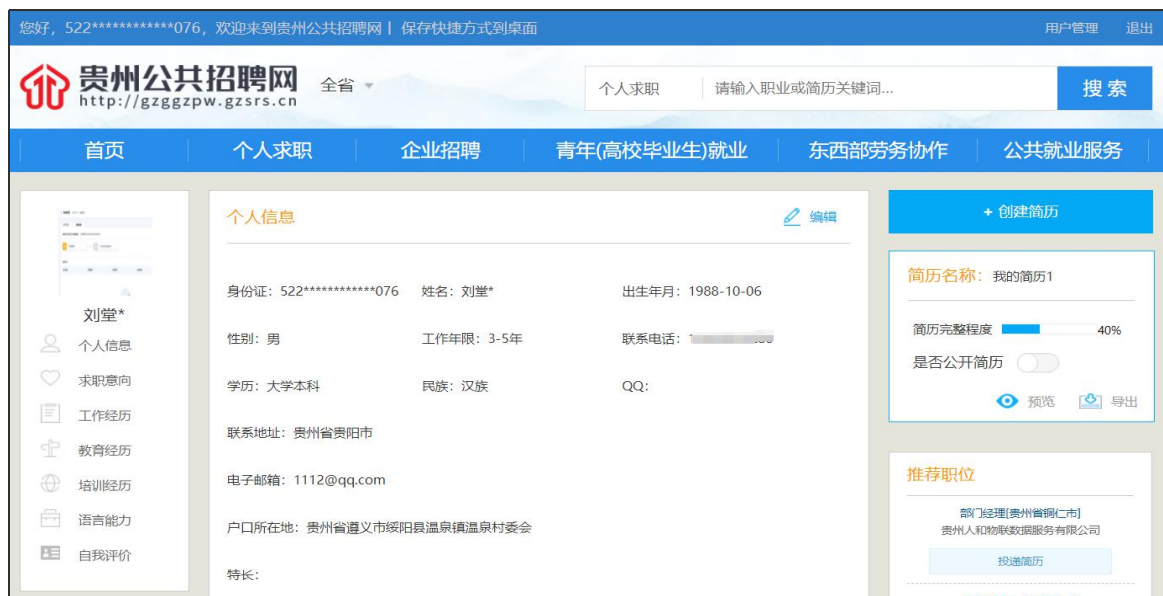 您好，522************076，欢迎来到贵州公共招聘网 | 保存快捷方式到桌面
用户管理 退出
贵州公共招聘网
http://gzggzpw.gzsrs.cn
全省
个人求职 请输入职业或简历关键词... 搜 索
首页 个人求职 企业招聘 青年(高校毕业生)就业 东西部劳务协作 公共就业服务
刘堂*
个人信息
求职意向
工作经历
教育经历
培训经历
语言能力
自我评价
个人信息 编辑
身份证：522************076 姓名：刘堂* 出生年月：1988-10-06
性别：男 工作年限：3-5年 联系电话：
学历：大学本科 民族：汉族 QQ：
联系地址：贵州省贵阳市
电子邮箱：1112@qq.com
户口所在地：贵州省遵义市绥阳县温泉镇温泉村委会
特长：
+ 创建简历
简历名称：我的简历1
简历完整程度 40%
是否公开简历
预览 导出
推荐职位
部门经理[贵州省铜仁市]
贵州人和物联数据服务有限公司
投递简历